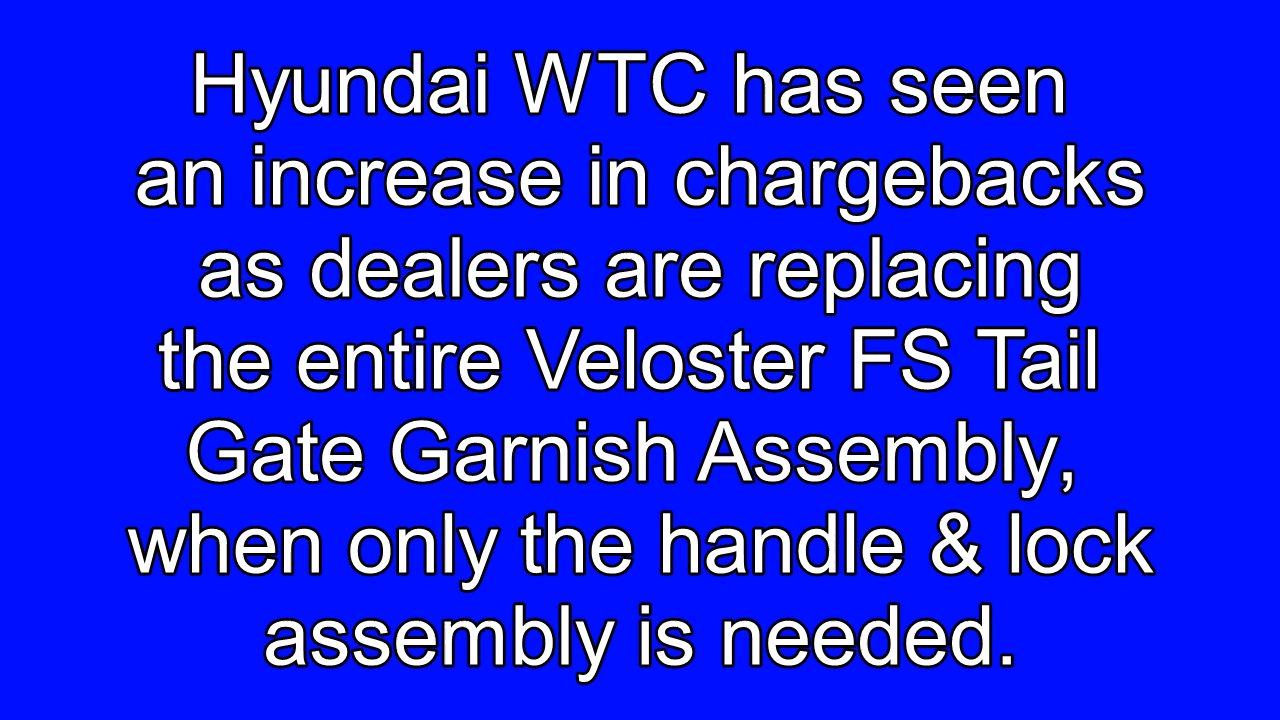 Hyundai WTC has seen
an increase in chargebacks
as dealers are replacing
the entire Veloster FS Tail
Gate Garnish Assembly,
when only the handle & lock
assembly is needed.